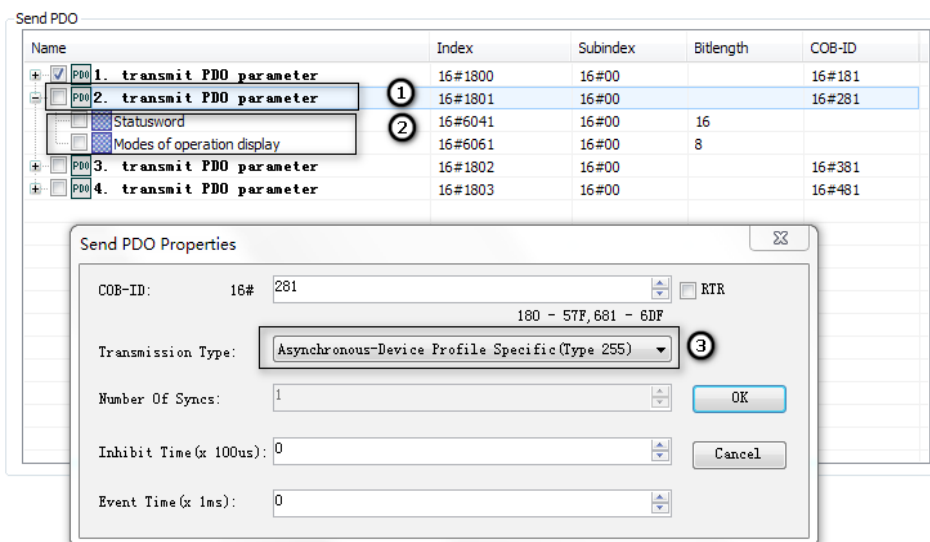 Send PDO
Name Index Subindex Bitlength COB-ID
PDO 1. transmit PDO parameter 16#1800 16#00 16#181
PDO 2. transmit PDO parameter 16#1801 16#00 16#281
1
Statusword 16#6041 16#00 16
2
Modes of operation display 16#6061 16#00 8
PDO 3. transmit PDO parameter 16#1802 16#00 16#381
PDO 4. transmit PDO parameter 16#1803 16#00 16#481
Send PDO Properties
COB-ID: 16# 281 RTR
180 - 57F,681 - 6DF
Transmission Type: Asynchronous-Device Profile Specific(Type 255) 3
Number Of Syncs: 1 OK
Inhibit Time(x 100us): 0 Cancel
Event Time(x 1ms): 0